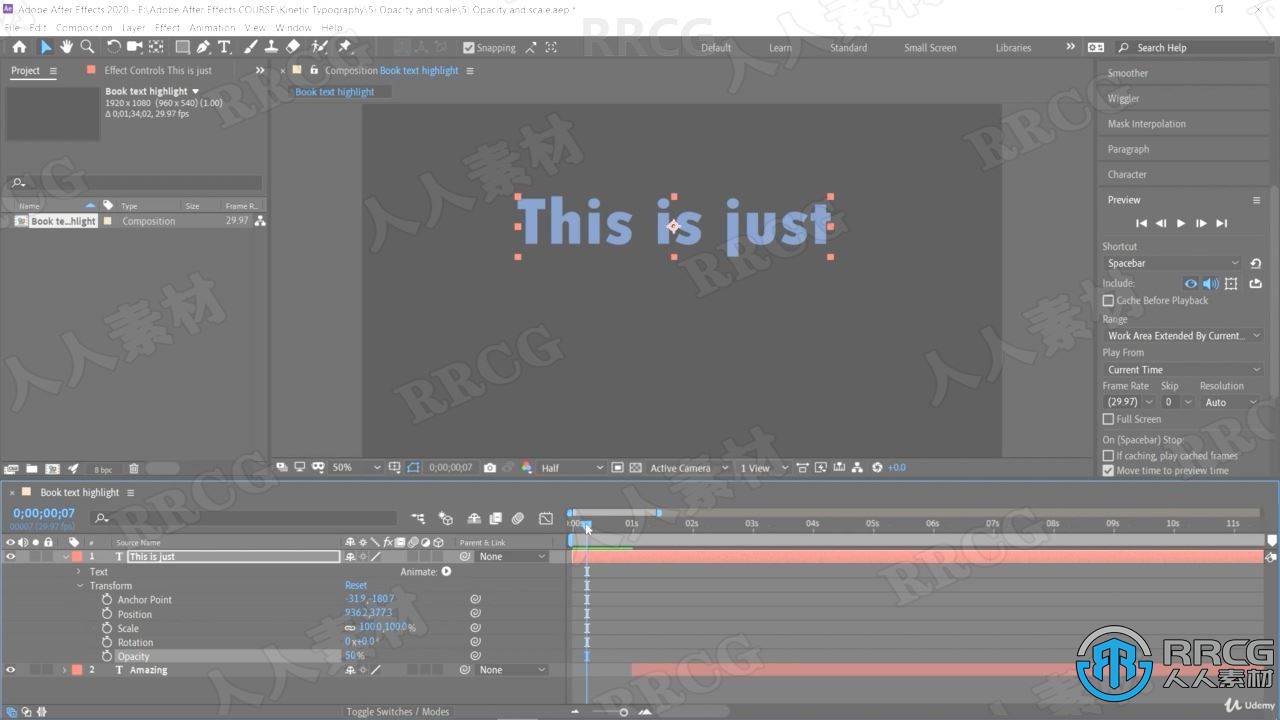 Adobe After Effects 2020 - E:\Adobe After Effects COURSE\Kinetic Typography\5. Opacity and scale\5. Opacity and scale.aep *
File Edit Composition Layer Effect Animation View Window Help
Snapping
Default Learn Standard Small Screen Libraries Search Help
Project Effect Controls This is just
Composition Book text highlight
Book text highlight
Book text highlight
1920 x 1080 (960 x 540) (1.00)
Δ 0;01;34;02, 29.97 fps
Name Type Size Frame R..
Book te...hlight Composition 29.97
This is just
Smoother
Wiggler
Mask Interpolation
Paragraph
Character
Preview
Shortcut
Spacebar
Include:
Cache Before Playback
Range
Work Area Extended By Current...
Play From
Current Time
Frame Rate Skip Resolution
(29.97) 0 Auto
Full Screen
On (Spacebar) Stop:
If caching, play cached frames
Move time to preview time
8 bpc
50% 0;00;00;07 Half Active Camera 1 View +0.0
Book text highlight
0;00;00;07
00007 (29.97 fps)
:00s 01s 02s 03s 04s 05s 06s 07s 08s 09s 10s 11s
# Source Name Parent & Link
1 T This is just None
Text Animate:
Transform Reset
Anchor Point -31.9,-180.7
Position 936.2,377.3
Scale 100.0,100.0%
Rotation 0x+0.0°
Opacity 50%
2 T Amazing None
Toggle Switches / Modes
RRCG
人人素材
Udemy